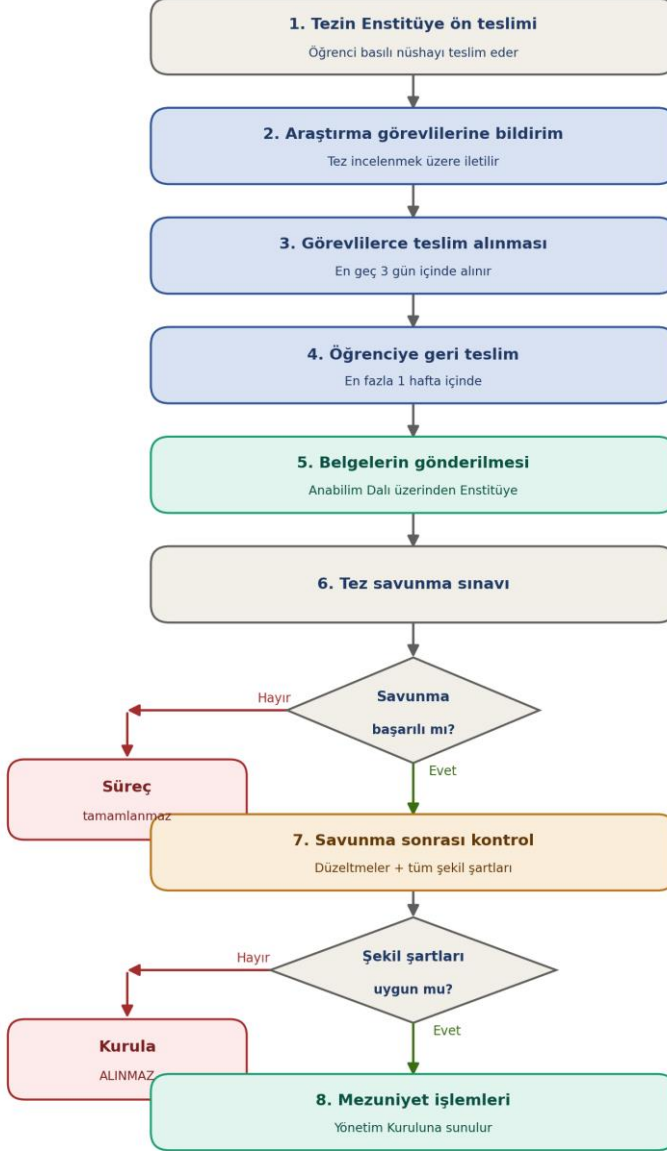 1. Tezin Enstitüye ön teslimi
Öğrenci basılı nüshayı teslim eder
2. Araştırma görevlilerine bildirim
Tez incelenmek üzere iletilir
3. Görevlilerce teslim alınması
En geç 3 gün içinde alınır
4. Öğrenciye geri teslim
En fazla 1 hafta içinde
5. Belgelerin gönderilmesi
Anabilim Dalı üzerinden Enstitüye
6. Tez savunma sınavı
Savunma
başarılı mı?
Hayır
Evet
Süreç
tamamlanmaz
7. Savunma sonrası kontrol
Düzeltmeler + tüm şekil şartları
Şekil şartları
uygun mu?
Hayır
Evet
Kurula
ALINMAZ
8. Mezuniyet işlemleri
Yönetim Kuruluna sunulur